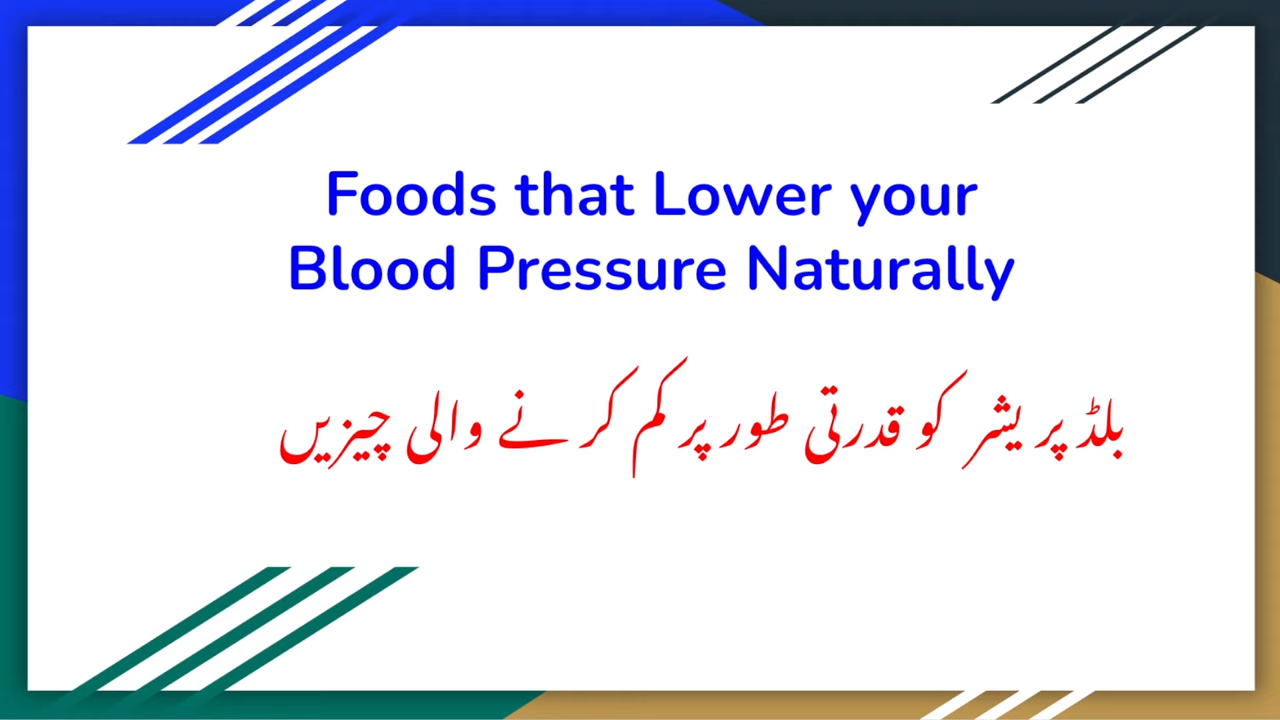 Foods that Lower your
Blood Pressure Naturally
بلڈ پریشر کو قدرتی طور پر کم کرنے والی چیزیں